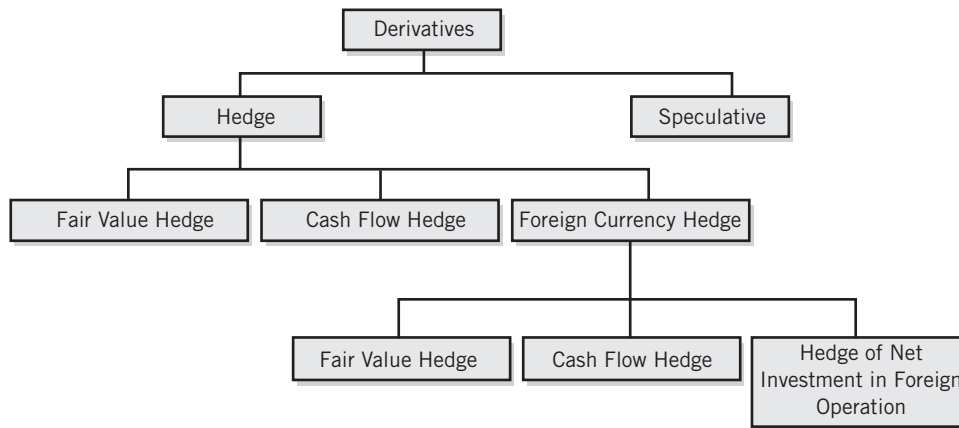 Derivatives
Hedge
Speculative
Fair Value Hedge
Cash Flow Hedge
Foreign Currency Hedge
Fair Value Hedge
Cash Flow Hedge
Hedge of Net
Investment in Foreign
Operation